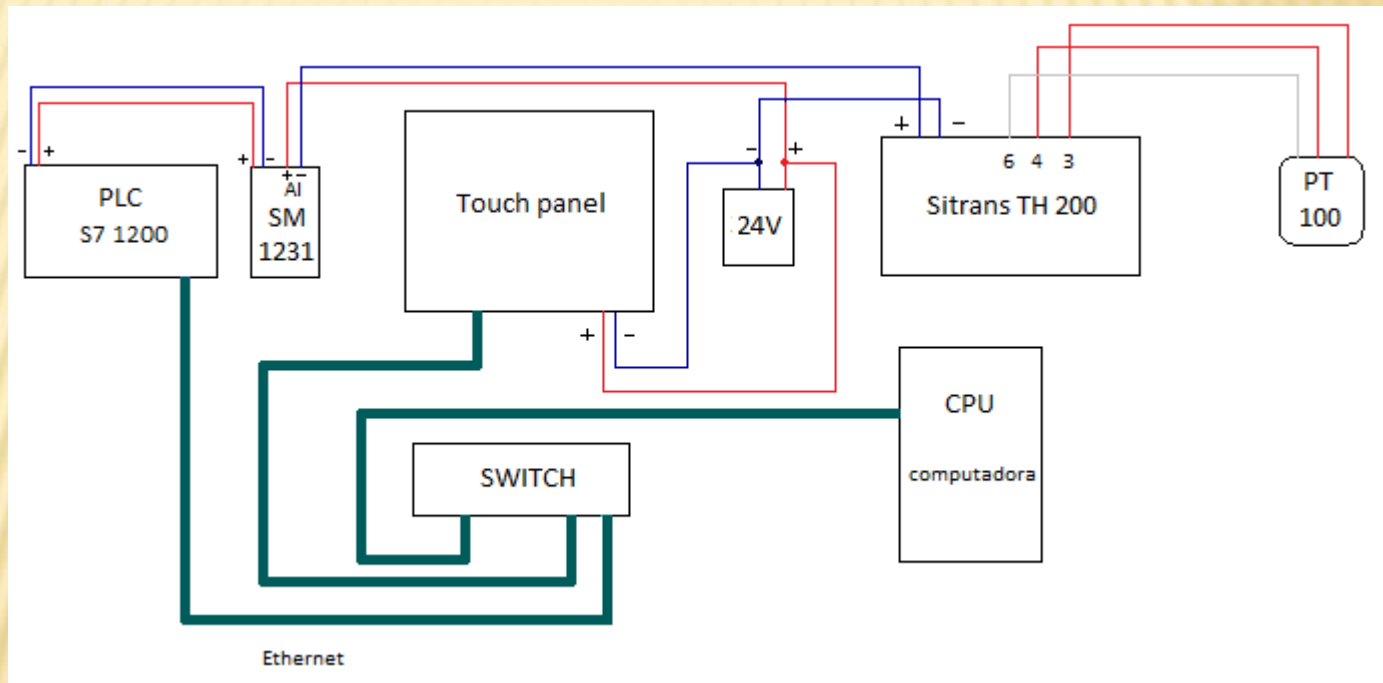 - +
PLC
S7 1200
+ -
+ -
AI
SM
1231
Touch panel
+ -
- +
24V
+ -
6 4 3
Sitrans TH 200
PT
100
CPU
computadora
SWITCH
Ethernet